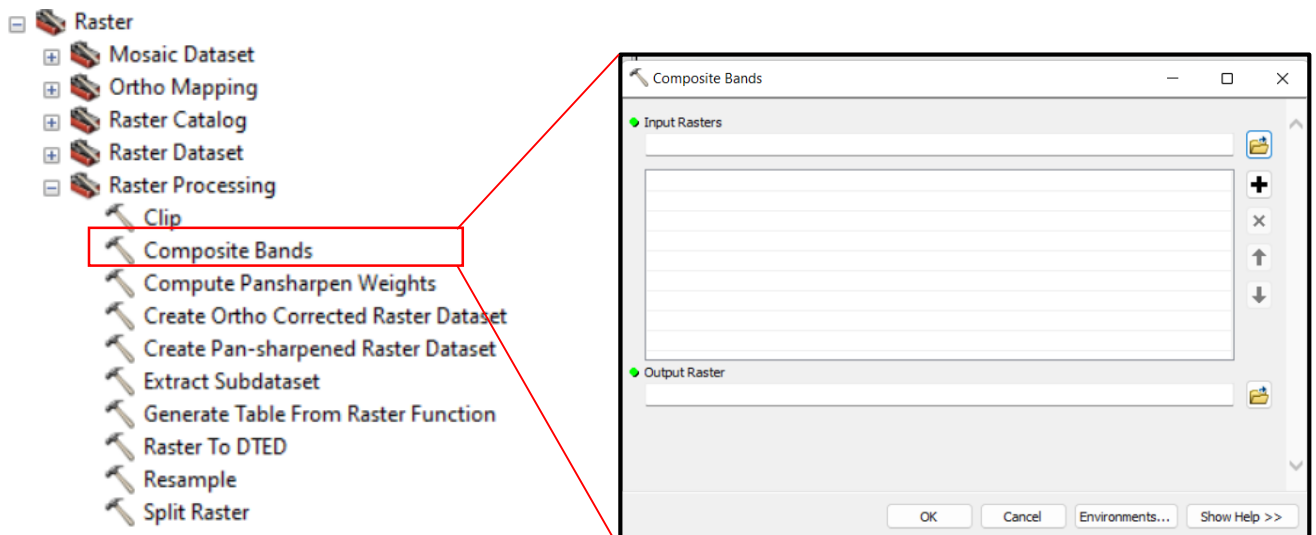 Raster
Mosaic Dataset
Ortho Mapping
Raster Catalog
Raster Dataset
Raster Processing
Clip
Composite Bands
Compute Pansharpen Weights
Create Ortho Corrected Raster Dataset
Create Pan-sharpened Raster Dataset
Extract Subdataset
Generate Table From Raster Function
Raster To DTED
Resample
Split Raster
Composite Bands
Input Rasters
Output Raster
OK Cancel Environments... Show Help >>